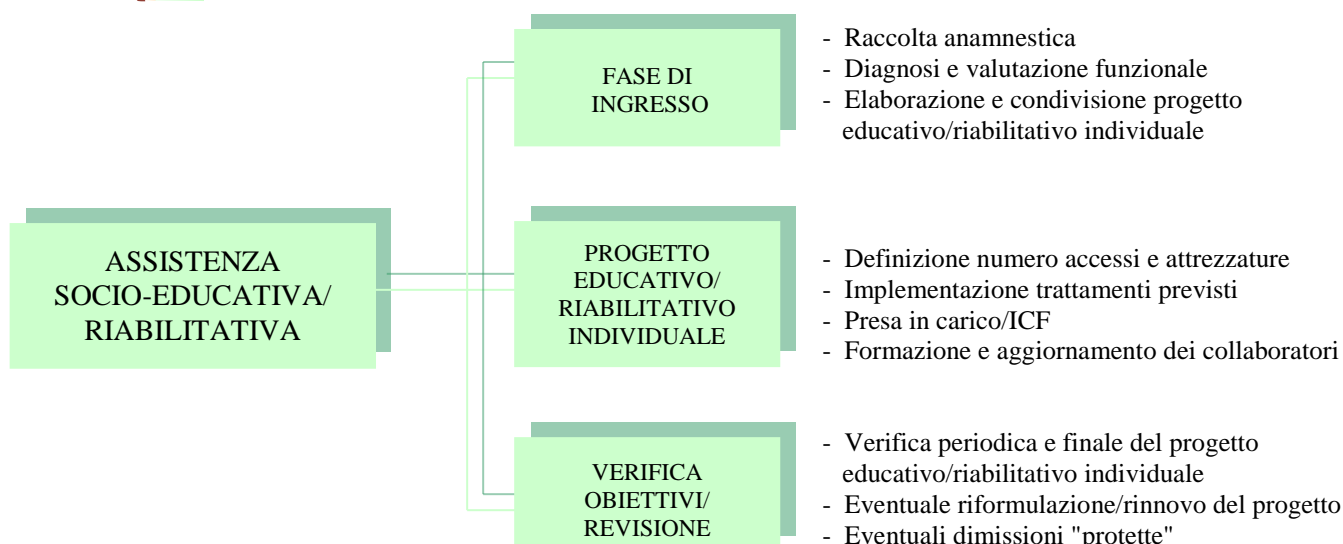 ASSISTENZA
SOCIO-EDUCATIVA/
RIABILITATIVA
FASE DI
INGRESSO
- Raccolta anamnestica
- Diagnosi e valutazione funzionale
- Elaborazione e condivisione progetto
educativo/riabilitativo individuale
PROGETTO
EDUCATIVO/
RIABILITATIVO
INDIVIDUALE
- Definizione numero accessi e attrezzature
- Implementazione trattamenti previsti
- Presa in carico/ICF
- Formazione e aggiornamento dei collaboratori
VERIFICA
OBIETTIVI/
REVISIONE
- Verifica periodica e finale del progetto
educativo/riabilitativo individuale
- Eventuale riformulazione/rinnovo del progetto
- Eventuali dimissioni "protette"